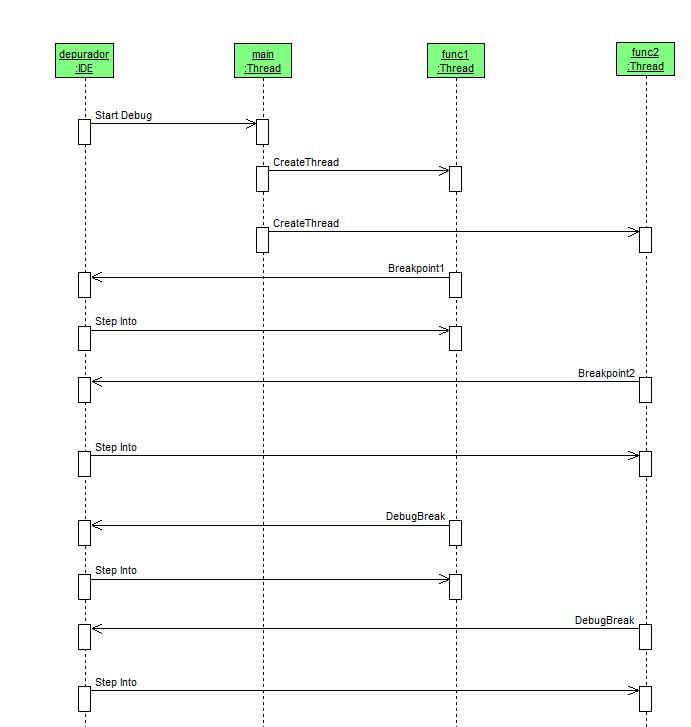 depurador
:IDE
main
:Thread
func1
:Thread
func2
:Thread
Start Debug
CreateThread
CreateThread
Breakpoint1
Step Into
Breakpoint2
Step Into
DebugBreak
Step Into
DebugBreak
Step Into